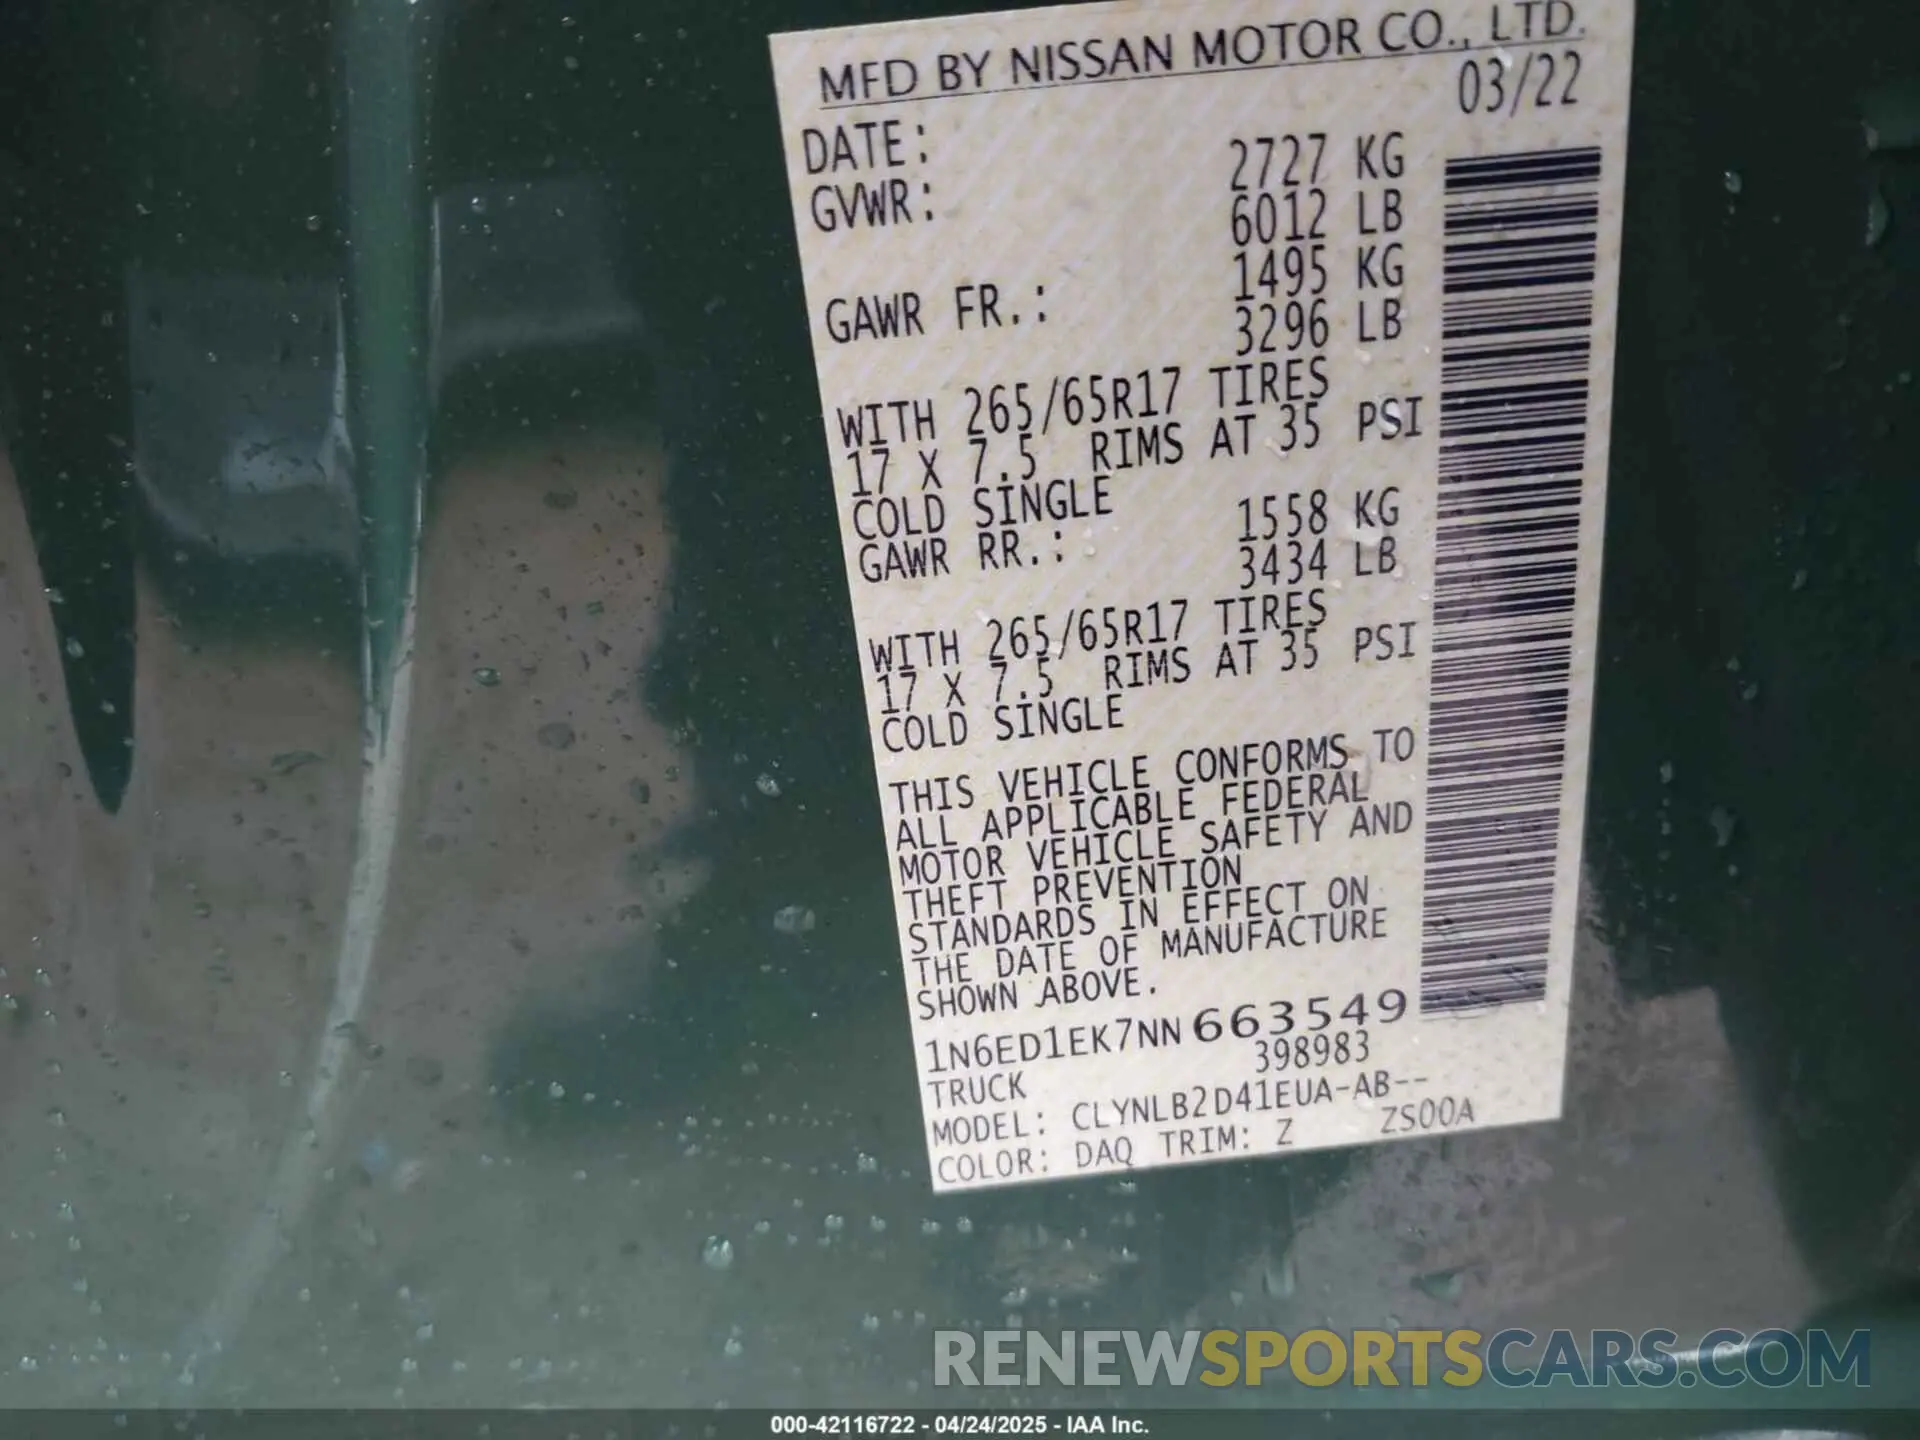 MFD BY NISSAN MOTOR CO., LTD.
DATE: 03/22
GVWR: 2727 KG
6012 LB
GAWR FR.: 1495 KG
3296 LB
WITH 265/65R17 TIRES
17 X 7.5 RIMS AT 35 PSI
COLD SINGLE
GAWR RR.: 1558 KG
3434 LB
WITH 265/65R17 TIRES
17 X 7.5 RIMS AT 35 PSI
COLD SINGLE
THIS VEHICLE CONFORMS TO
ALL APPLICABLE FEDERAL
MOTOR VEHICLE SAFETY AND
THEFT PREVENTION
STANDARDS IN EFFECT ON
THE DATE OF MANUFACTURE
SHOWN ABOVE.
1N6ED1EK7NN663549
TRUCK 398983
MODEL: CLYNLB2D41EUA-AB--
COLOR: DAQ TRIM: Z ZS00A
RENEWSPORTSCARS.COM
000-42116722 - 04/24/2025 - IAA Inc.